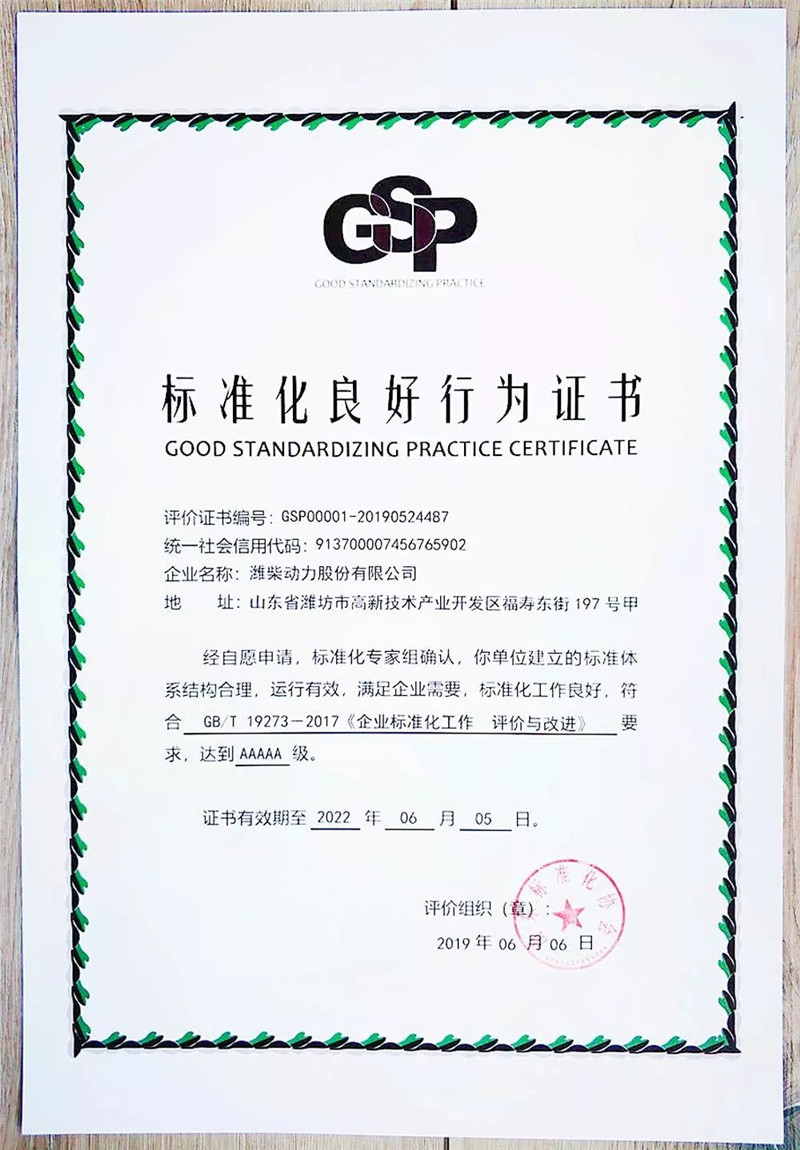 GSP
GOOD STANDARDIZING PRACTICE
标准化良好行为证书
GOOD STANDARDIZING PRACTICE CERTIFICATE
评价证书编号：GSP00001-20190524487
统一社会信用代码：913700007456765902
企业名称：潍柴动力股份有限公司
地　　址：山东省潍坊市高新技术产业开发区福寿东街 197 号甲
经自愿申请，标准化专家组确认，你单位建立的标准体
系结构合理，运行有效，满足企业需要，标准化工作良好，符
合 GB/T 19273－2017《企业标准化工作　评价与改进》 要
求，达到 AAAAA 级。
证书有效期至 2022 年 06 月 05 日。
标准化协会
评价组织（章）：
2019 年 06 月 06 日